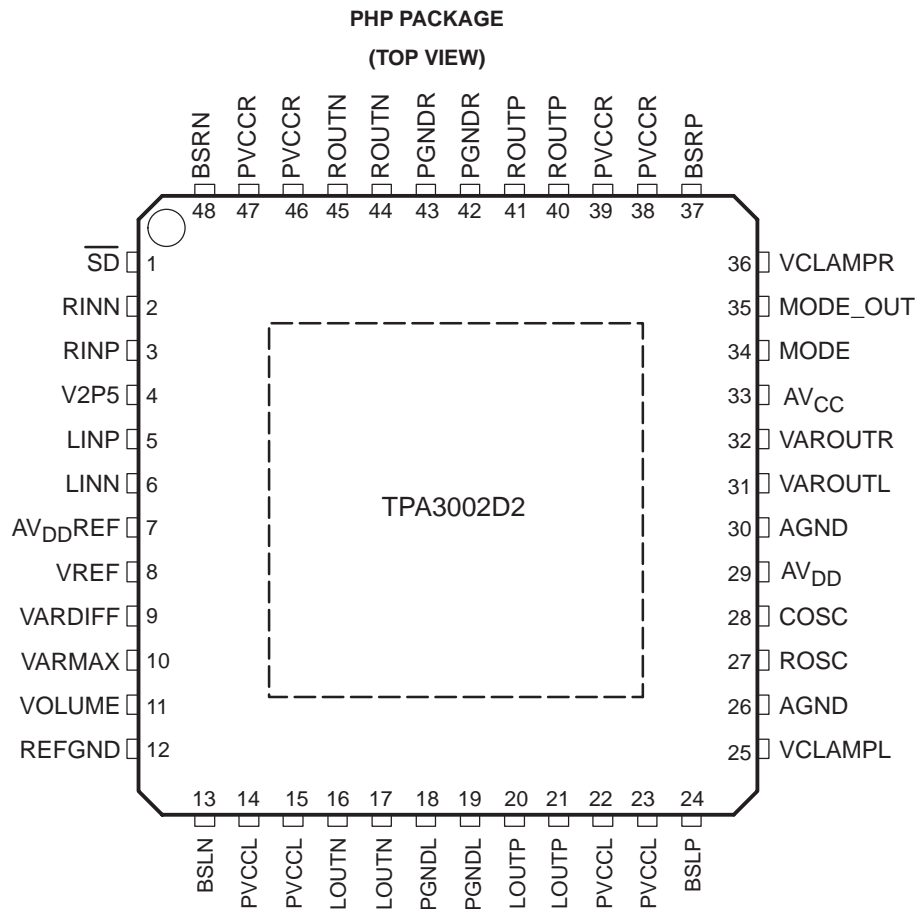 PHP PACKAGE
(TOP VIEW)
BSRN
PVCCR
PVCCR
ROUTN
ROUTN
PGNDR
PGNDR
ROUTP
ROUTP
PVCCR
PVCCR
BSRP
48 47 46 45 44 43 42 41 40 39 38 37
SD 1
RINN 2
RINP 3
V2P5 4
LINP 5
LINN 6
AVDDREF 7
VREF 8
VARDIFF 9
VARMAX 10
VOLUME 11
REFGND 12
TPA3002D2
36 VCLAMPR
35 MODE_OUT
34 MODE
33 AVCC
32 VAROUTR
31 VAROUTL
30 AGND
29 AVDD
28 COSC
27 ROSC
26 AGND
25 VCLAMPL
13 14 15 16 17 18 19 20 21 22 23 24
BSLN
PVCCL
PVCCL
LOUTN
LOUTN
PGNDL
PGNDL
LOUTP
LOUTP
PVCCL
PVCCL
BSLP